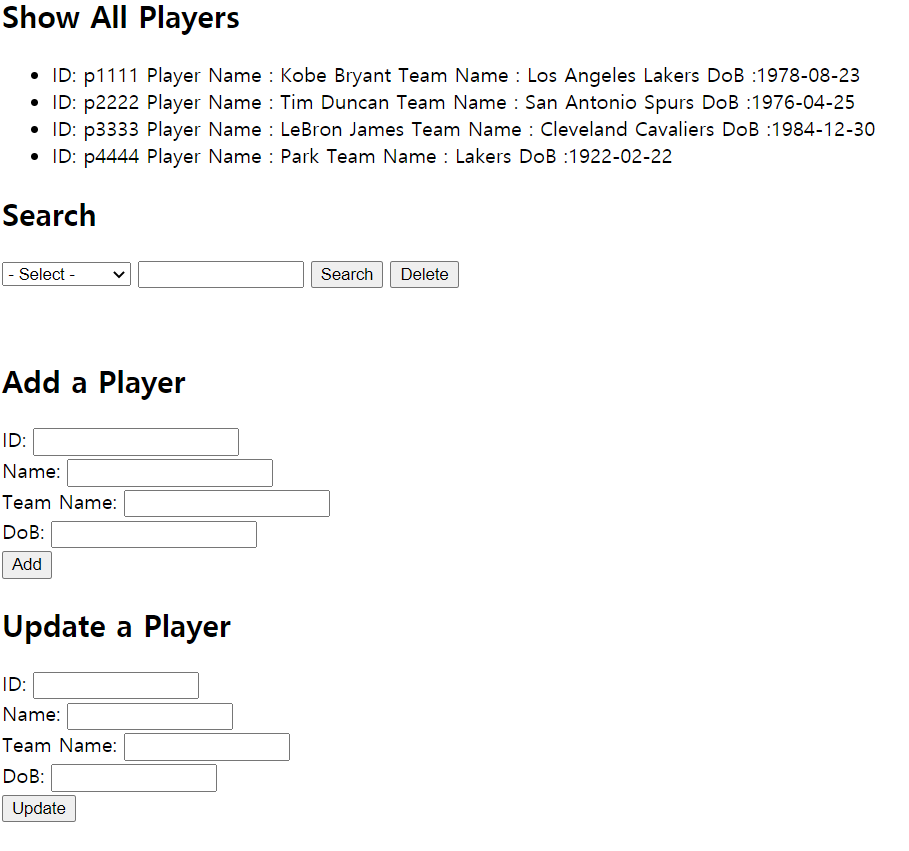 Show All Players
ID: p1111 Player Name : Kobe Bryant Team Name : Los Angeles Lakers DoB :1978-08-23
ID: p2222 Player Name : Tim Duncan Team Name : San Antonio Spurs DoB :1976-04-25
ID: p3333 Player Name : LeBron James Team Name : Cleveland Cavaliers DoB :1984-12-30
ID: p4444 Player Name : Park Team Name : Lakers DoB :1922-02-22
Search
- Select - Search Delete
Add a Player
ID:
Name:
Team Name:
DoB:
Add
Update a Player
ID:
Name:
Team Name:
DoB:
Update